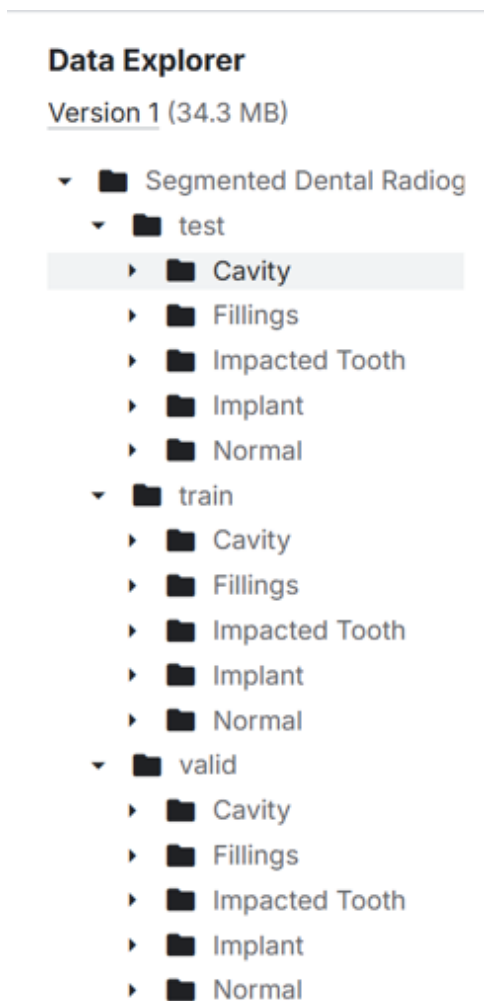 Data Explorer
Version 1 (34.3 MB)
Segmented Dental Radiog
test
Cavity
Fillings
Impacted Tooth
Implant
Normal
train
Cavity
Fillings
Impacted Tooth
Implant
Normal
valid
Cavity
Fillings
Impacted Tooth
Implant
Normal